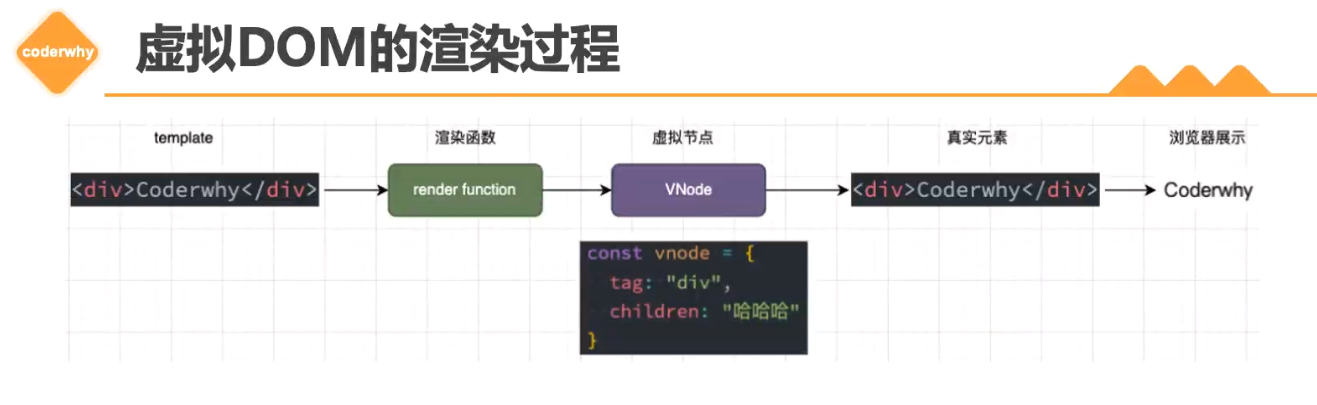 coderwhy
虚拟DOM的渲染过程
template
渲染函数
虚拟节点
真实元素
浏览器展示
<div>Coderwhy</div>
render function
VNode
<div>Coderwhy</div>
Coderwhy
const vnode = {
tag: "div",
children: "哈哈哈"
}